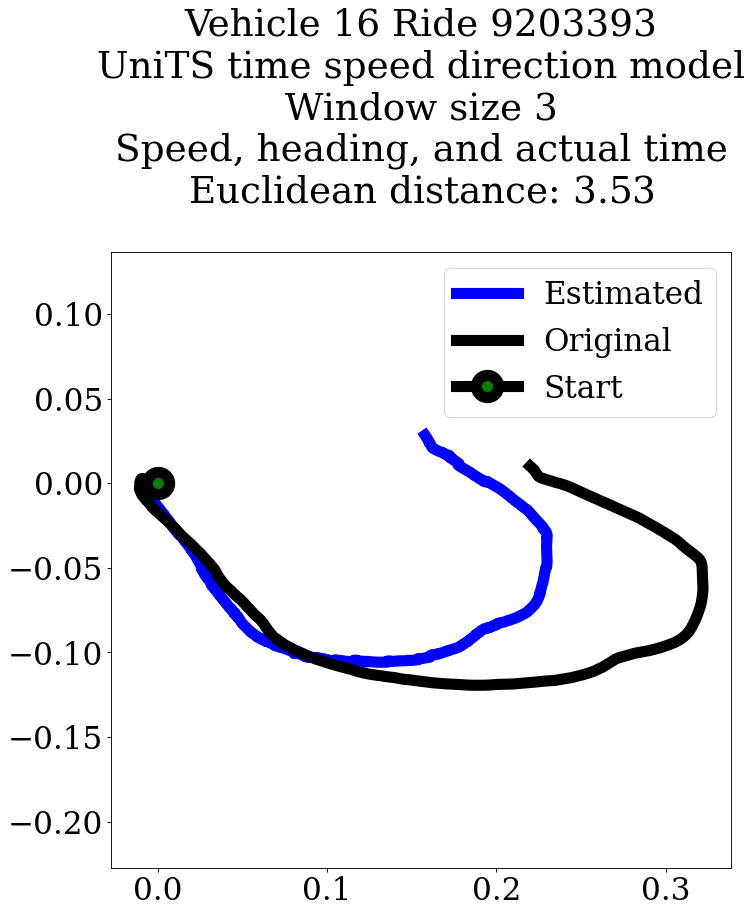 Vehicle 16 Ride 9203393
UniTS time speed direction model
Window size 3
Speed, heading, and actual time
Euclidean distance: 3.53
Estimated
Original
Start
0.10
0.05
0.00
−0.05
−0.10
−0.15
−0.20
0.0 0.1 0.2 0.3